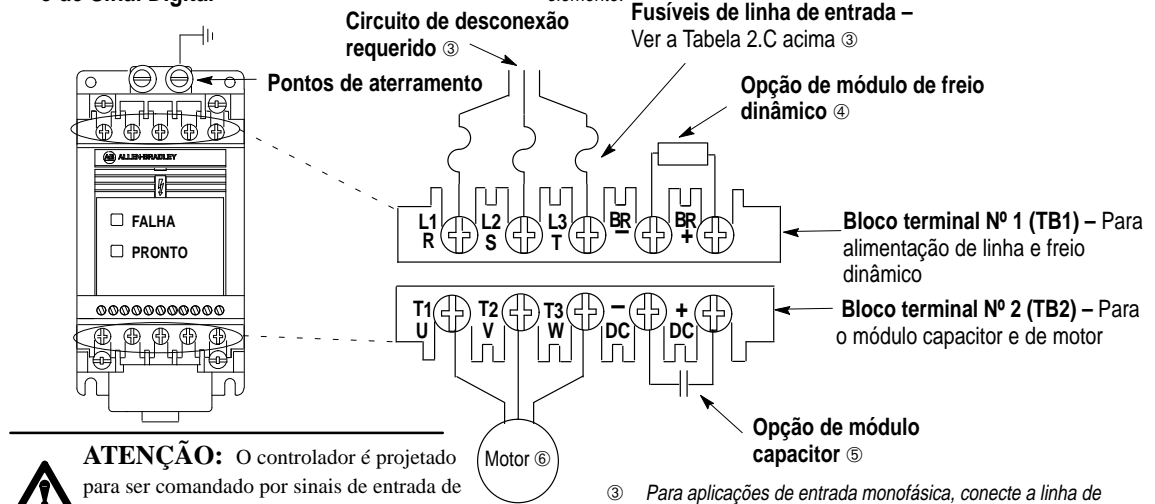 e de Sinal Digital
elemento.
Circuito de desconexão
requerido ③
Fusíveis de linha de entrada –
Ver a Tabela 2.C acima ③
Pontos de aterramento
Opção de módulo de freio
dinâmico ④
ALLEN-BRADLEY
FALHA
PRONTO
L1 L2 L3 BR BR
R S T – +
Bloco terminal Nº 1 (TB1) – Para
alimentação de linha e freio
dinâmico
T1 T2 T3 – +
U V W DC DC
Bloco terminal Nº 2 (TB2) – Para
o módulo capacitor e de motor
Opção de módulo
capacitor ⑤
Motor ⑥
ATENÇÃO: O controlador é projetado
para ser comandado por sinais de entrada de
③ Para aplicações de entrada monofásica, conecte a linha de